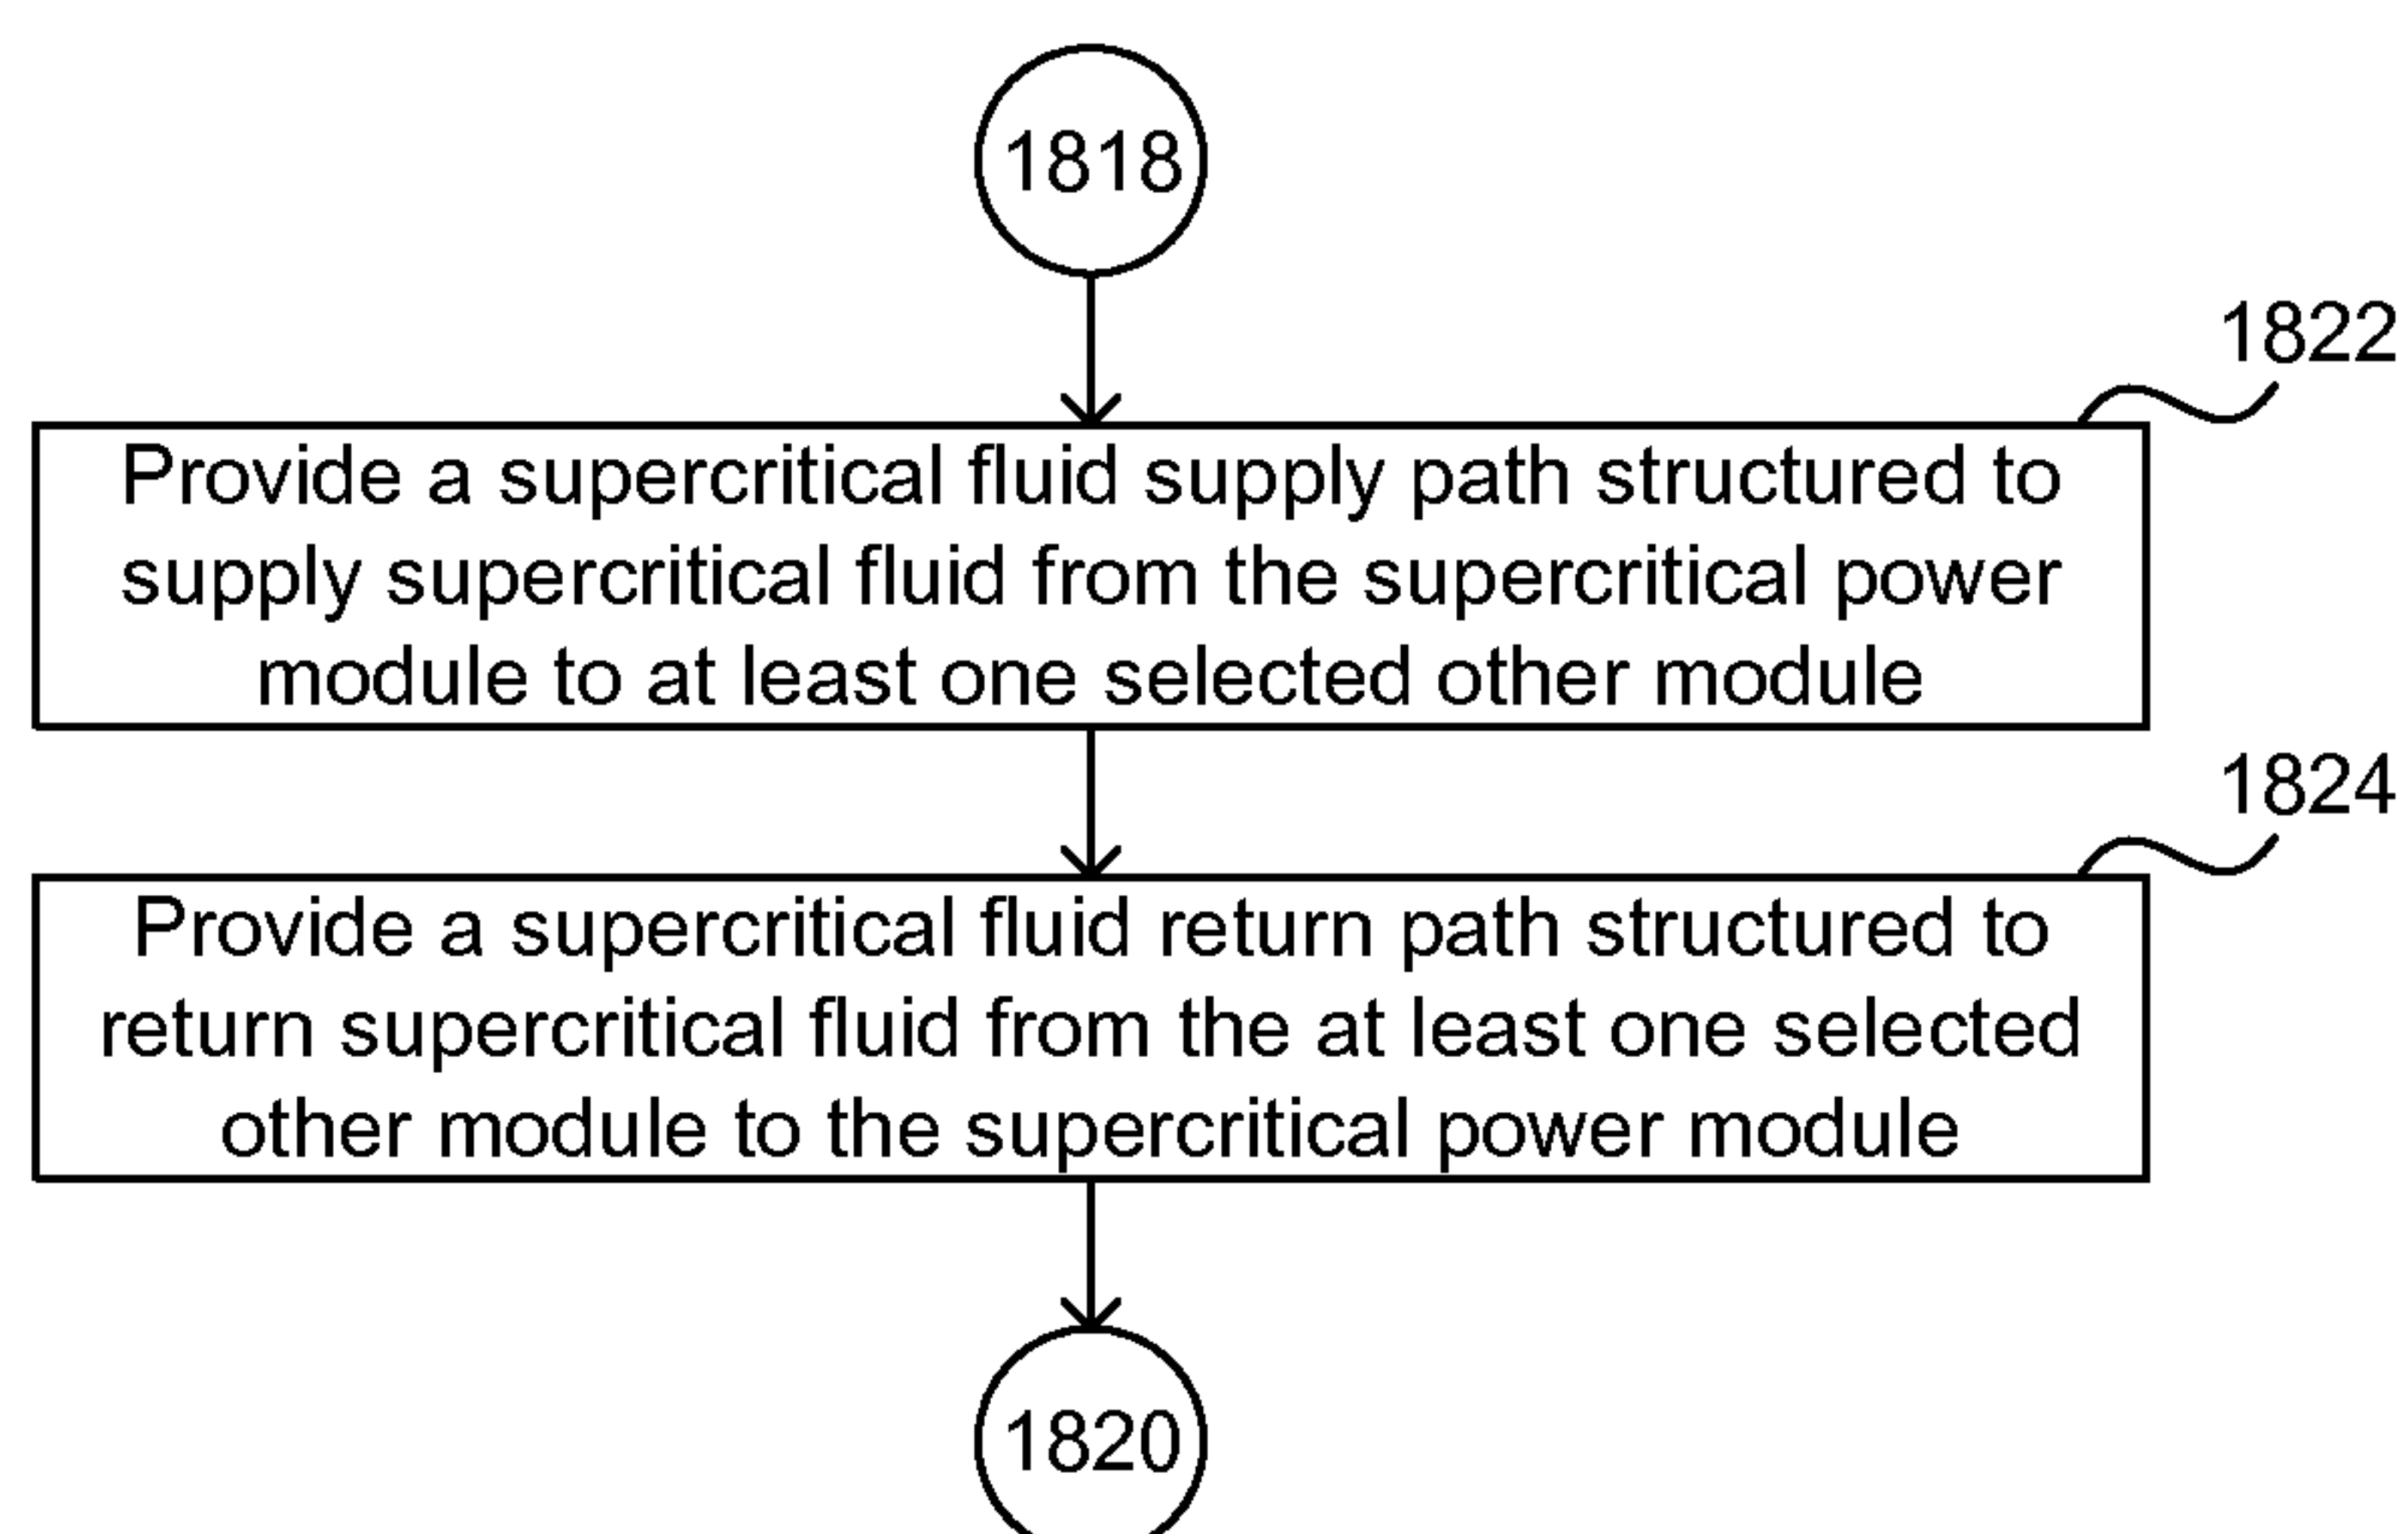 1818
1822
Provide a supercritical fluid supply path structured to
supply supercritical fluid from the supercritical power
module to at least one selected other module
1824
Provide a supercritical fluid return path structured to
return supercritical fluid from the at least one selected
other module to the supercritical power module
1820